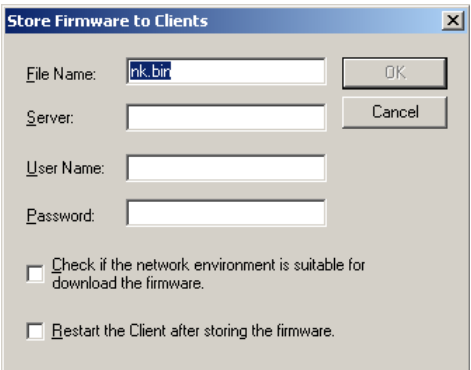 Store Firmware to Clients
File Name: nk.bin OK
Server: Cancel
User Name:
Password:
Check if the network environment is suitable for
download the firmware.
Restart the Client after storing the firmware.